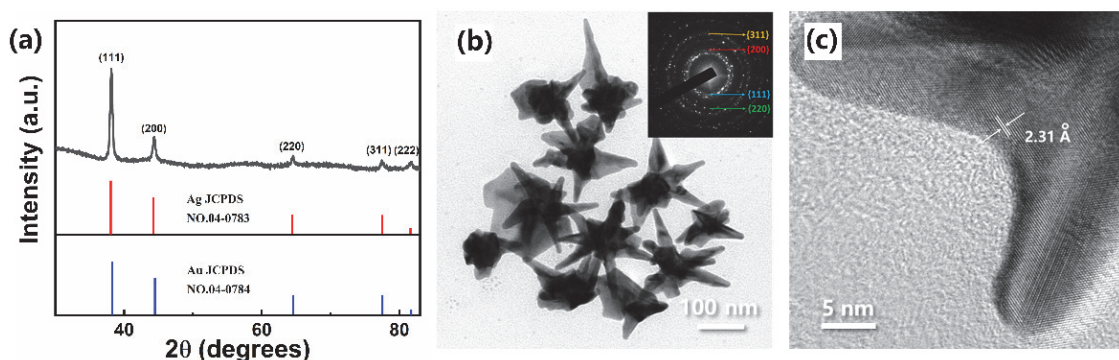 (a)
(111)
(200)
(220)
(311)
(222)
Intensity (a.u.)
Ag JCPDS
NO.04-0783
Au JCPDS
NO.04-0784
40
60
80
2θ (degrees)
(b)
(311)
(200)
(111)
(220)
100 nm
(c)
2.31 Å
5 nm